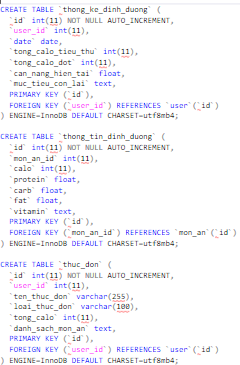 CREATE TABLE `thong_ke_dinh_duong` (
`id` int(11) NOT NULL AUTO_INCREMENT,
`user_id` int(11),
`date` date,
`tong_calo_tieu_thu` int(11),
`tong_calo_dot` int(11),
`can_nang_hien_tai` float,
`muc_tieu_con_lai` text,
PRIMARY KEY (`id`),
FOREIGN KEY (`user_id`) REFERENCES `user`(`id`)
) ENGINE=InnoDB DEFAULT CHARSET=utf8mb4;
CREATE TABLE `thong_tin_dinh_duong` (
`id` int(11) NOT NULL AUTO_INCREMENT,
`mon_an_id` int(11),
`calo` int(11),
`protein` float,
`carb` float,
`fat` float,
`vitamin` text,
PRIMARY KEY (`id`),
FOREIGN KEY (`mon_an_id`) REFERENCES `mon_an`(`id`)
) ENGINE=InnoDB DEFAULT CHARSET=utf8mb4;
CREATE TABLE `thuc_don` (
`id` int(11) NOT NULL AUTO_INCREMENT,
`user_id` int(11),
`ten_thuc_don` varchar(255),
`loai_thuc_don` varchar(100),
`tong_calo` int(11),
`danh_sach_mon_an` text,
PRIMARY KEY (`id`),
FOREIGN KEY (`user_id`) REFERENCES `user`(`id`)
) ENGINE=InnoDB DEFAULT CHARSET=utf8mb4;